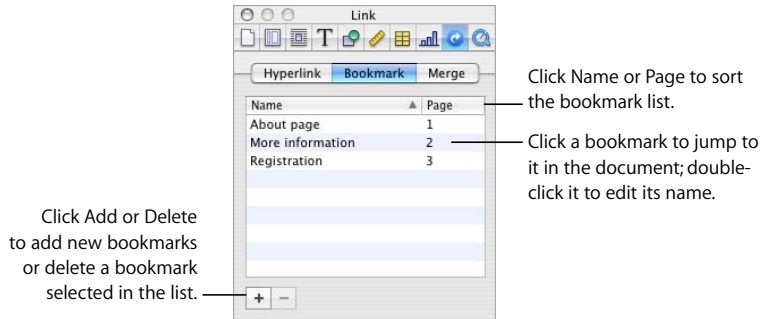 Link
T
Hyperlink Bookmark Merge
Name Page
About page 1
More information 2
Registration 3
+ −
Click Name or Page to sort
the bookmark list.
Click a bookmark to jump to
it in the document; double-
click it to edit its name.
Click Add or Delete
to add new bookmarks
or delete a bookmark
selected in the list.